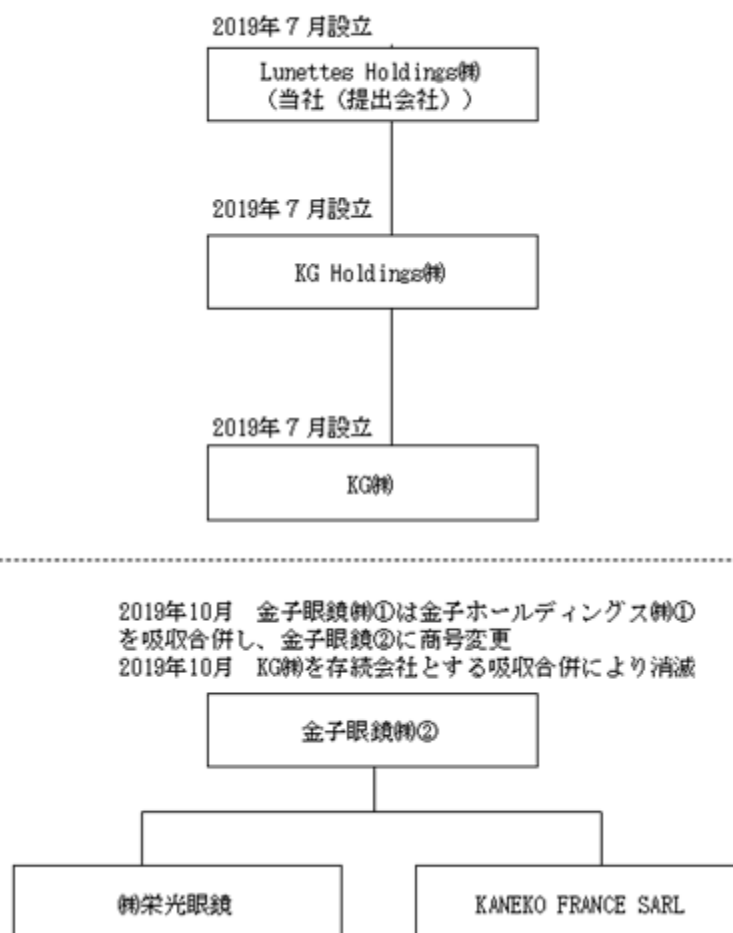 2019年７月設立
Lunettes Holdings㈱
（当社（提出会社））
2019年７月設立
KG Holdings㈱
2019年７月設立
KG㈱
2019年10月　金子眼鏡㈱①は金子ホールディングス㈱①
を吸収合併し、金子眼鏡②に商号変更
2019年10月　KG㈱を存続会社とする吸収合併により消滅
金子眼鏡㈱②
㈱栄光眼鏡
KANEKO FRANCE SARL